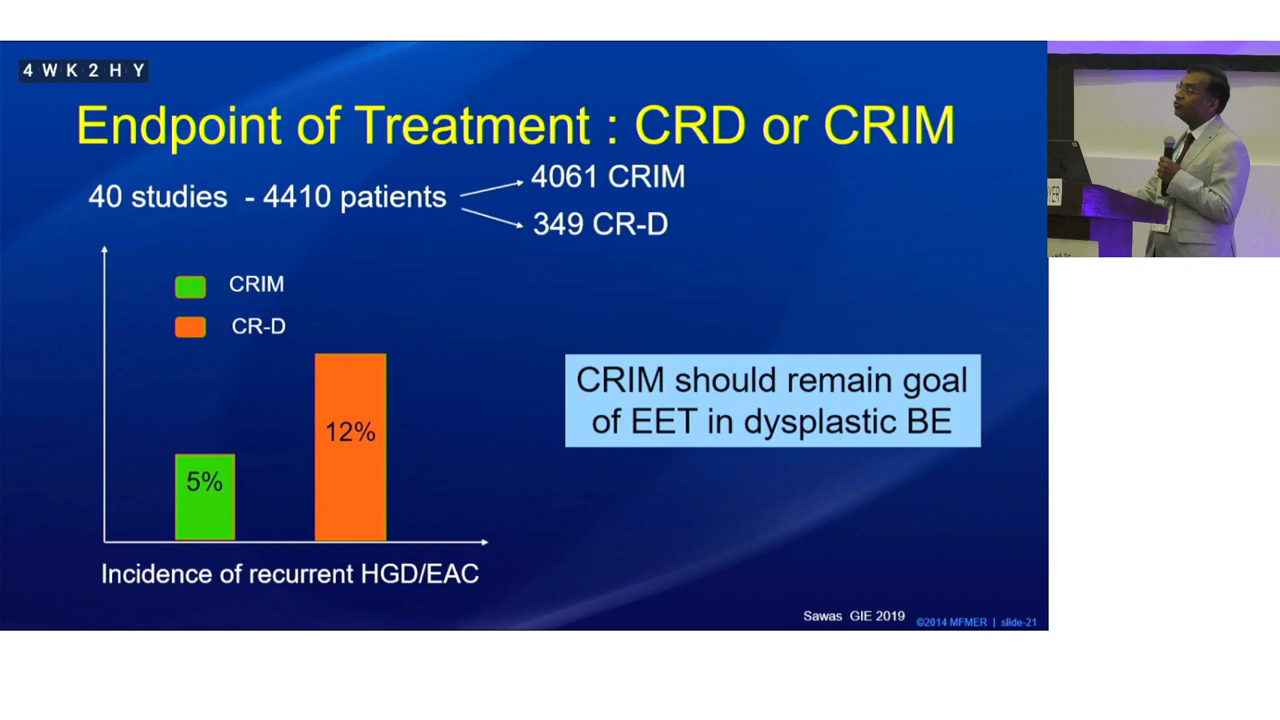 4WK2HY
Endpoint of Treatment : CRD or CRIM
40 studies - 4410 patients
4061 CRIM
349 CR-D
CRIM
CR-D
5%
12%
Incidence of recurrent HGD/EAC
CRIM should remain goal
of EET in dysplastic BE
Sawas GIE 2019
©2014 MFMER | slide-21